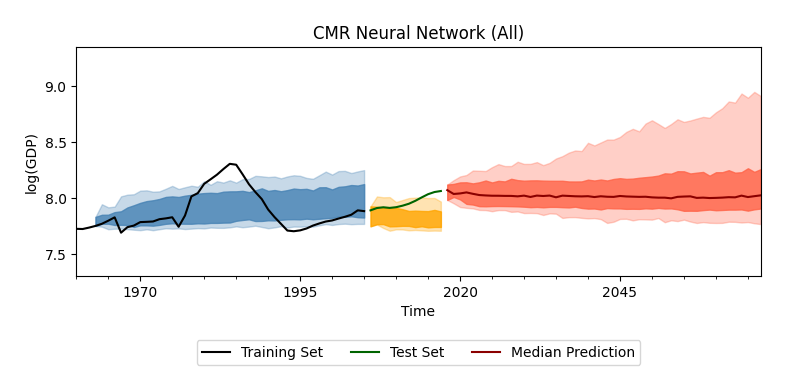 CMR Neural Network (All)
log(GDP)
9.0
8.5
8.0
7.5
1970 1995 2020 2045
Time
Training Set Test Set Median Prediction